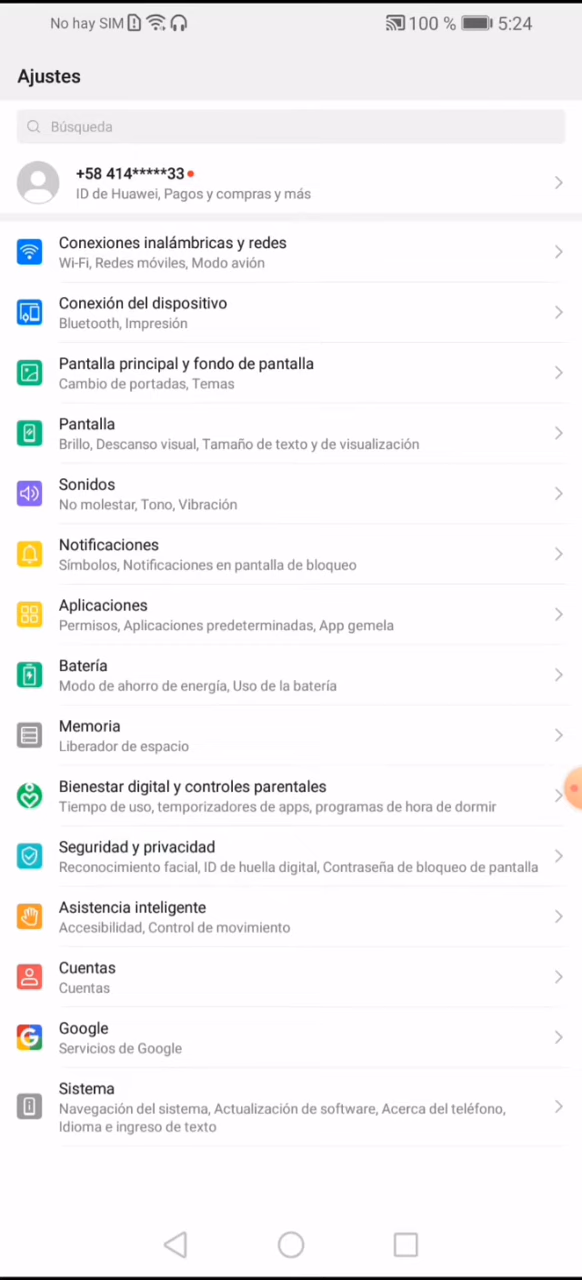 No hay SIM 100 % 5:24
Ajustes
Búsqueda
+58 414*****33
ID de Huawei, Pagos y compras y más
Conexiones inalámbricas y redes
Wi-Fi, Redes móviles, Modo avión
Conexión del dispositivo
Bluetooth, Impresión
Pantalla principal y fondo de pantalla
Cambio de portadas, Temas
Pantalla
Brillo, Descanso visual, Tamaño de texto y de visualización
Sonidos
No molestar, Tono, Vibración
Notificaciones
Símbolos, Notificaciones en pantalla de bloqueo
Aplicaciones
Permisos, Aplicaciones predeterminadas, App gemela
Batería
Modo de ahorro de energía, Uso de la batería
Memoria
Liberador de espacio
Bienestar digital y controles parentales
Tiempo de uso, temporizadores de apps, programas de hora de dormir
Seguridad y privacidad
Reconocimiento facial, ID de huella digital, Contraseña de bloqueo de pantalla
Asistencia inteligente
Accesibilidad, Control de movimiento
Cuentas
Cuentas
Google
Servicios de Google
Sistema
Navegación del sistema, Actualización de software, Acerca del teléfono,
Idioma e ingreso de texto